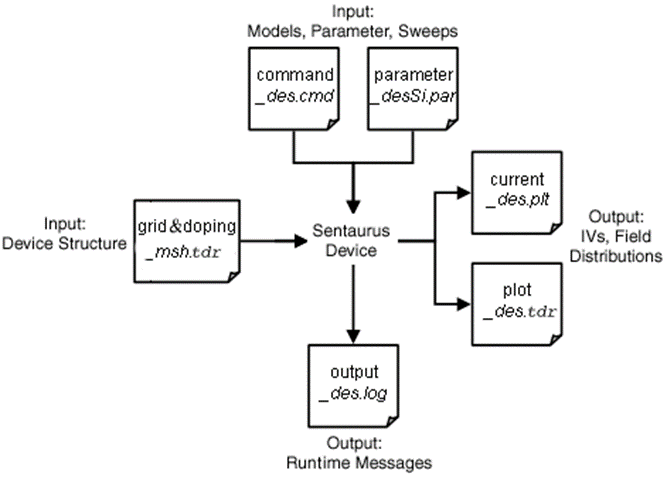 Input:
Models, Parameter, Sweeps
command
_des.cmd
parameter
_desSi.par
Input:
Device Structure
grid&doping
_msh.tdr
Sentaurus
Device
current
_des.plt
plot
_des.tdr
Output:
IVs, Field
Distributions
output
_des.log
Output:
Runtime Messages